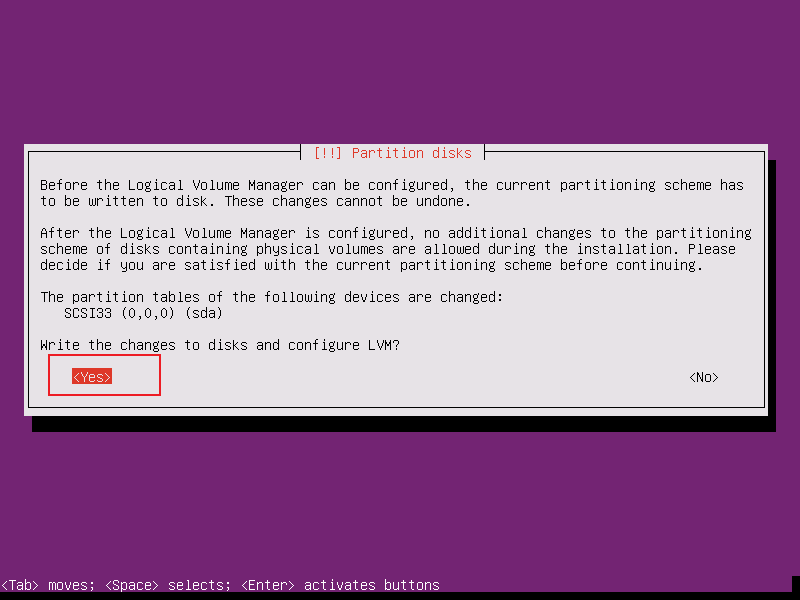 [!!] Partition disks
Before the Logical Volume Manager can be configured, the current partitioning scheme has
to be written to disk. These changes cannot be undone.
After the Logical Volume Manager is configured, no additional changes to the partitioning
scheme of disks containing physical volumes are allowed during the installation. Please
decide if you are satisfied with the current partitioning scheme before continuing.
The partition tables of the following devices are changed:
SCSI33 (0,0,0) (sda)
Write the changes to disks and configure LVM?
<Yes> <No>
<Tab> moves; <Space> selects; <Enter> activates buttons